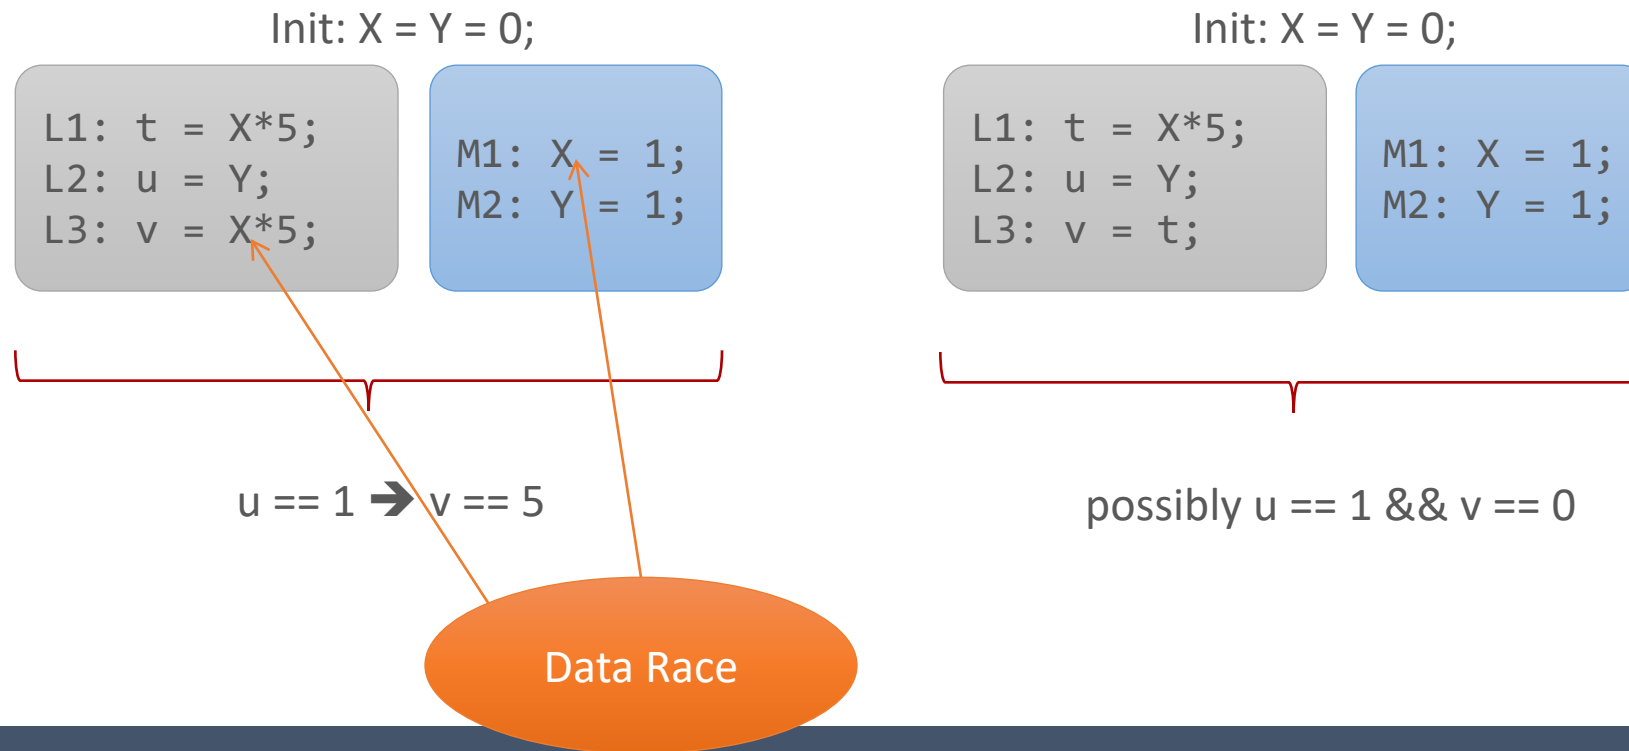 Init: X = Y = 0;
L1: t = X*5;
L2: u = Y;
L3: v = X*5;
M1: X = 1;
M2: Y = 1;
u == 1 🡺 v == 5
Init: X = Y = 0;
L1: t = X*5;
L2: u = Y;
L3: v = t;
M1: X = 1;
M2: Y = 1;
possibly u == 1 && v == 0
Data Race